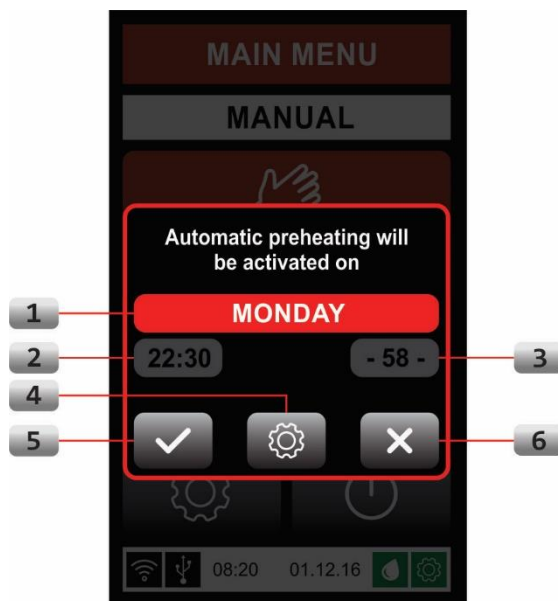 MAIN MENU
MANUAL
Automatic preheating will
be activated on
1
MONDAY
2
22:30
- 58 -
3
4
5
6
08:20
01.12.16